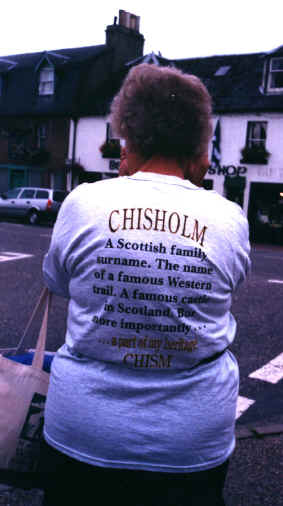 CHISHOLM
A Scottish family
surname. The name
of a famous Western
trail. A famous castle
in Scotland. But
more importantly ...
... a part of my heritage
CHISM
SHOP